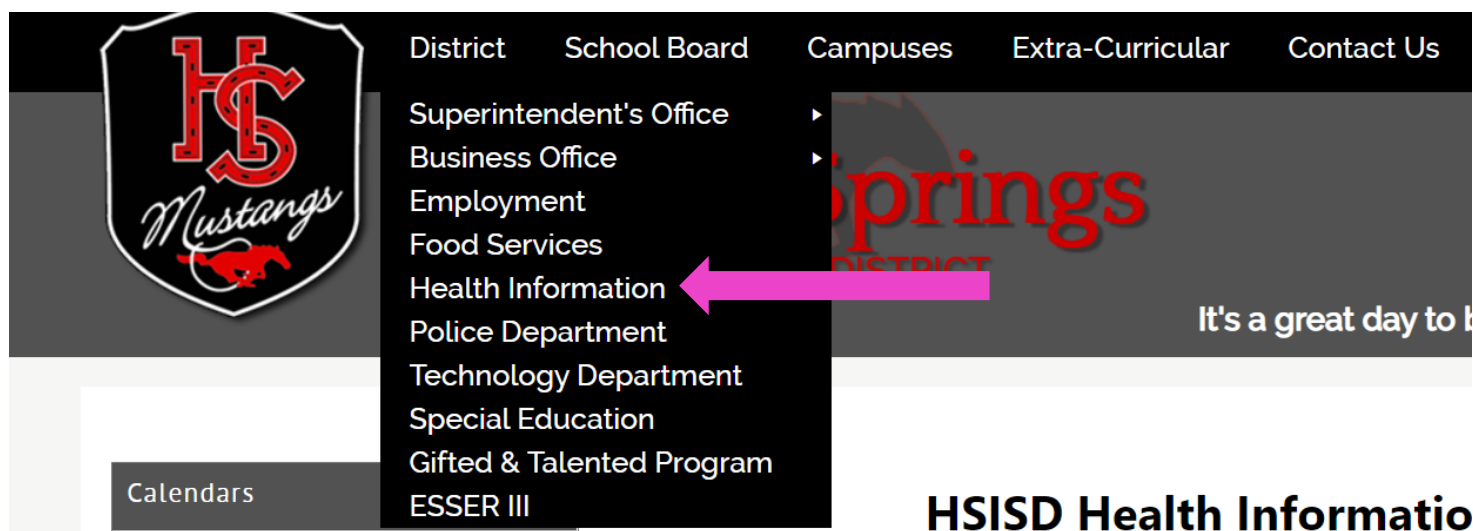 HS
Mustangs
District School Board Campuses Extra-Curricular Contact Us
Superintendent's Office
Business Office
Employment
Food Services
Health Information
Police Department
Technology Department
Special Education
Gifted & Talented Program
ESSER III
Springs
DISTRICT
It's a great day to
Calendars
HSISD Health Informatio